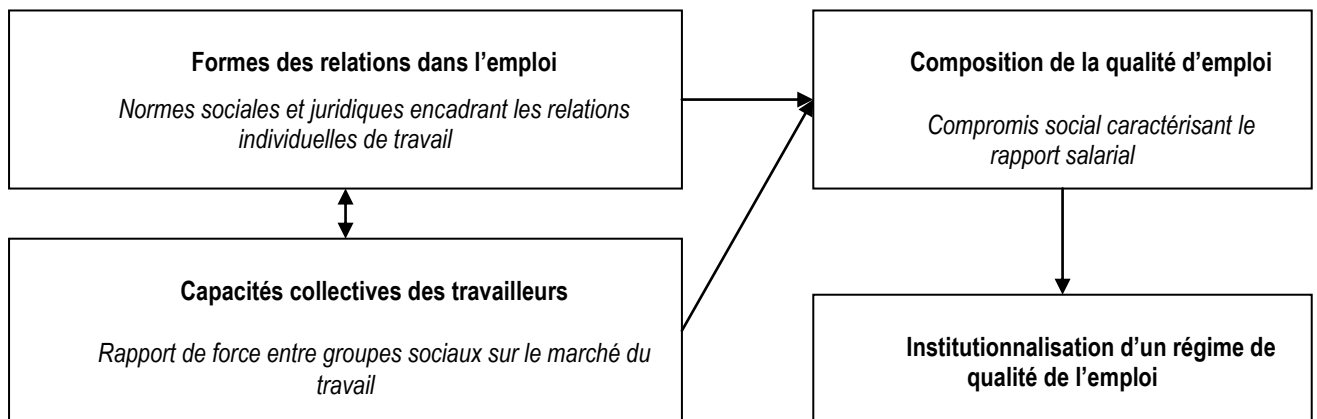 Formes des relations dans l’emploi
Normes sociales et juridiques encadrant les relations
individuelles de travail
Capacités collectives des travailleurs
Rapport de force entre groupes sociaux sur le marché du
travail
Composition de la qualité d’emploi
Compromis social caractérisant le
rapport salarial
Institutionnalisation d’un régime de
qualité de l’emploi